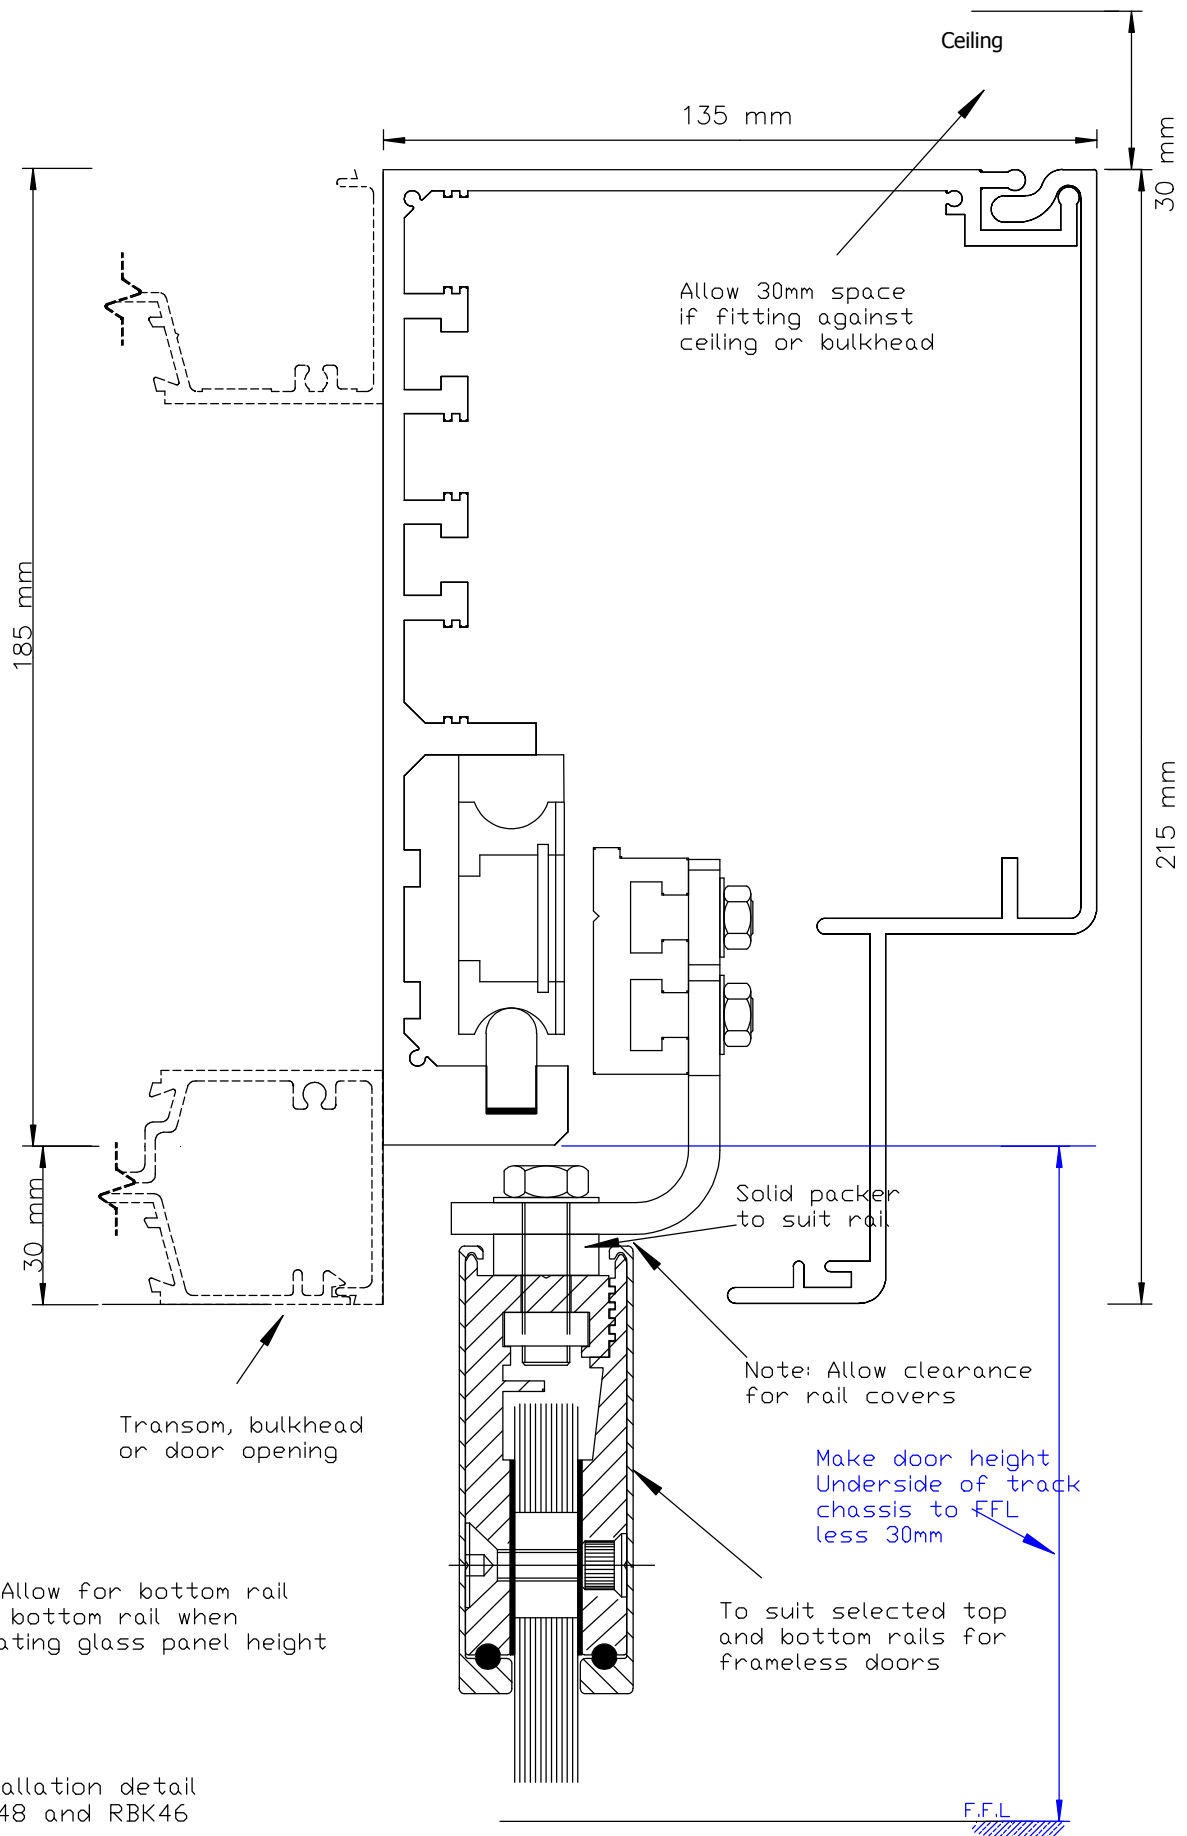 Ceiling
135 mm
30 mm
Allow 30mm space
if fitting against
ceiling or bulkhead
185 mm
215 mm
30 mm
Solid packer
to suit rail
Note: Allow clearance
for rail covers
Transom, bulkhead
or door opening
Make door height
Underside of track
chassis to FFL
less 30mm
Allow for bottom rail
bottom rail when
ating glass panel height
To suit selected top
and bottom rails for
frameless doors
allation detail
48 and RBK46
F.F.L